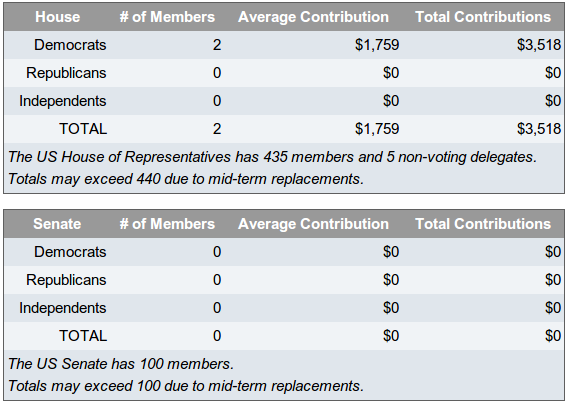 House # of Members Average Contribution Total Contributions
Democrats 2 $1,759 $3,518
Republicans 0 $0 $0
Independents 0 $0 $0
TOTAL 2 $1,759 $3,518
The US House of Representatives has 435 members and 5 non-voting delegates.
Totals may exceed 440 due to mid-term replacements.
Senate # of Members Average Contribution Total Contributions
Democrats 0 $0 $0
Republicans 0 $0 $0
Independents 0 $0 $0
TOTAL 0 $0 $0
The US Senate has 100 members.
Totals may exceed 100 due to mid-term replacements.